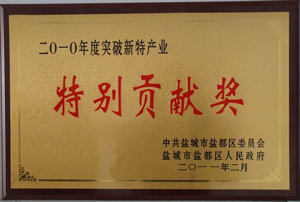 二〇一〇年度突破新特产业
特别贡献奖
中共盐城市盐都区委员会
盐城市盐都区人民政府
二〇一一年二月